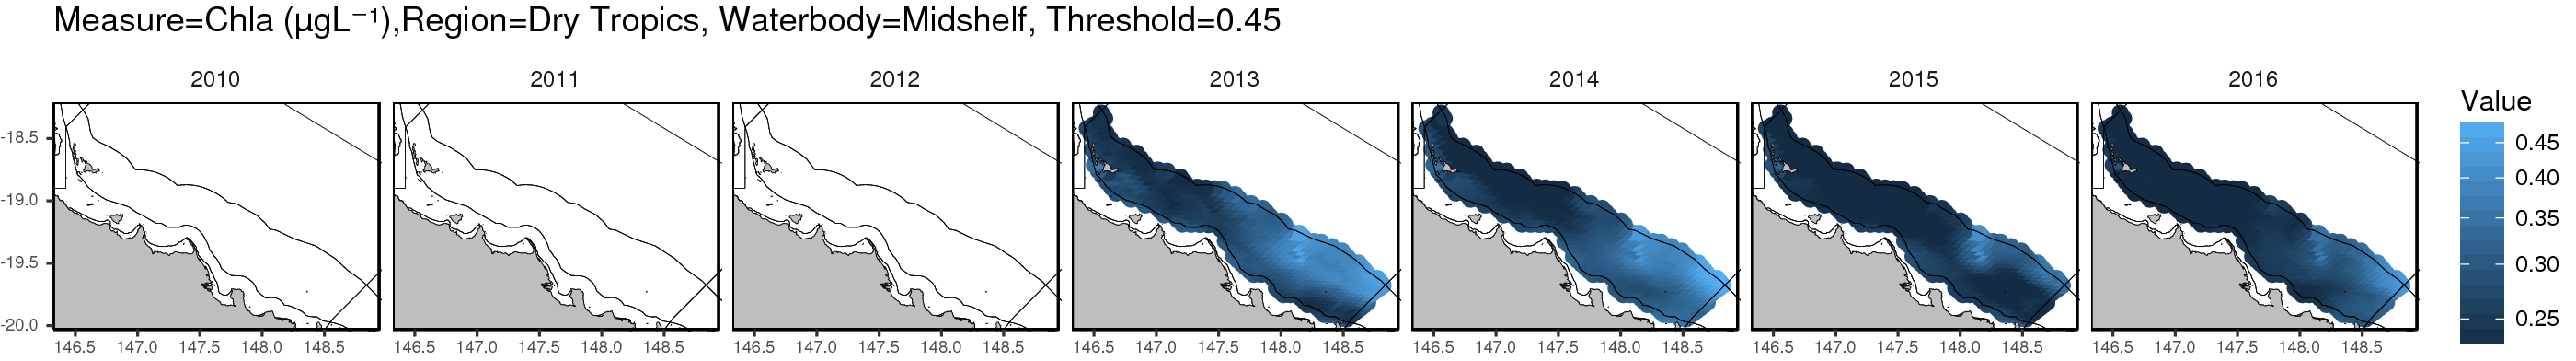 Measure=Chla (µgL⁻¹),Region=Dry Tropics, Waterbody=Midshelf, Threshold=0.45
2010 2011 2012 2013 2014 2015 2016
Value
-18.5
-19.0
-19.5
-20.0
0.45
0.40
0.35
0.30
0.25
146.5 147.0 147.5 148.0 148.5 146.5 147.0 147.5 148.0 148.5 146.5 147.0 147.5 148.0 148.5 146.5 147.0 147.5 148.0 148.5 146.5 147.0 147.5 148.0 148.5 146.5 147.0 147.5 148.0 148.5 146.5 147.0 147.5 148.0 148.5